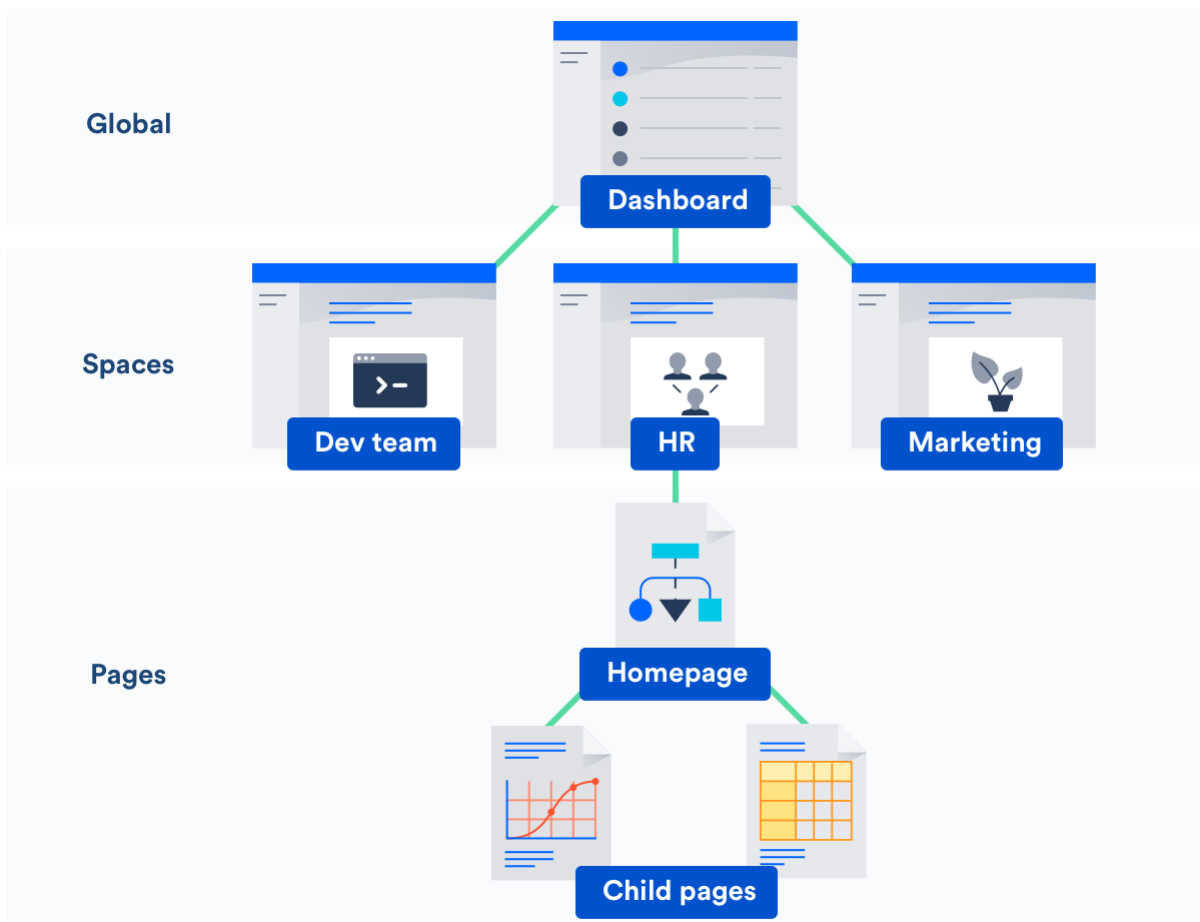 Global
Dashboard
Spaces
Dev team
HR
Marketing
Pages
Homepage
Child pages